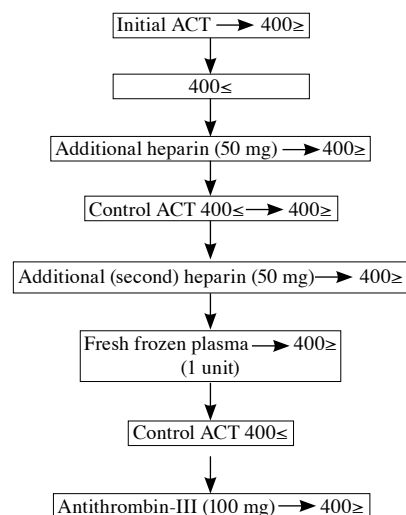 Initial ACT → 400≥
400≤
Additional heparin (50 mg) → 400≥
Control ACT 400≤ → 400≥
Additional (second) heparin (50 mg) → 400≥
Fresh frozen plasma → 400≥
(1 unit)
Control ACT 400≤
Antithrombin-III (100 mg) → 400≥